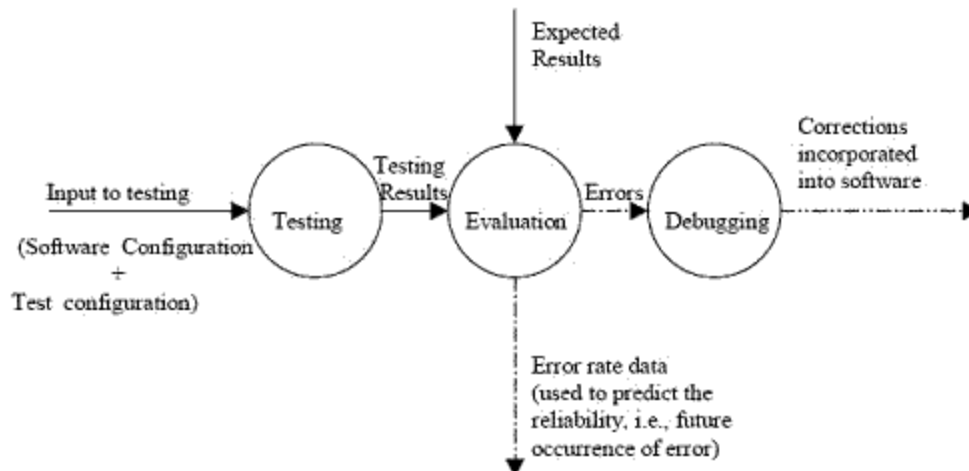 Expected
Results
Corrections
incorporated
into software
Testing
Results
Input to testing
Errors
Testing
Evaluation
Debugging
(Software Configuration
+
Test configuration)
Error rate data
(used to predict the
reliability, i.e., future
occurrence of error)